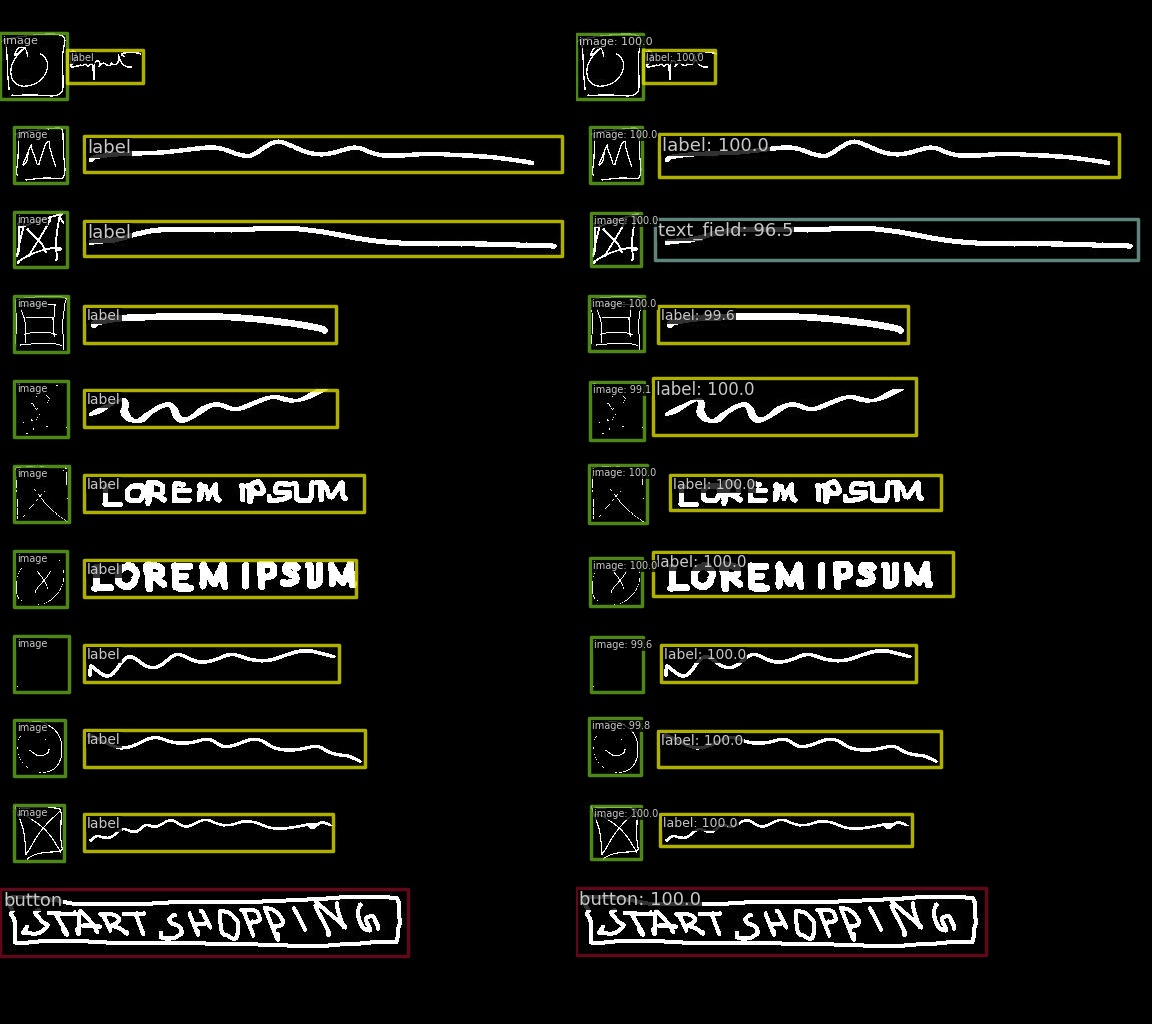 image image: 100.0
label input label: 100.0
image image: 100.0
label label: 100.0
image image: 100.0
label text_field: 96.5
image image: 100.0
label label: 99.6
image image: 99.1
label label: 100.0
image image: 100.0
label LOREM IPSUM label: 100.0 LOREM IPSUM
image image: 100.0
label LOREM IPSUM label: 100.0 LOREM IPSUM
image image: 99.6
label label: 100.0
image image: 99.8
label label: 100.0
image image: 100.0
label label: 100.0
button button: 100.0
START SHOPPING START SHOPPING